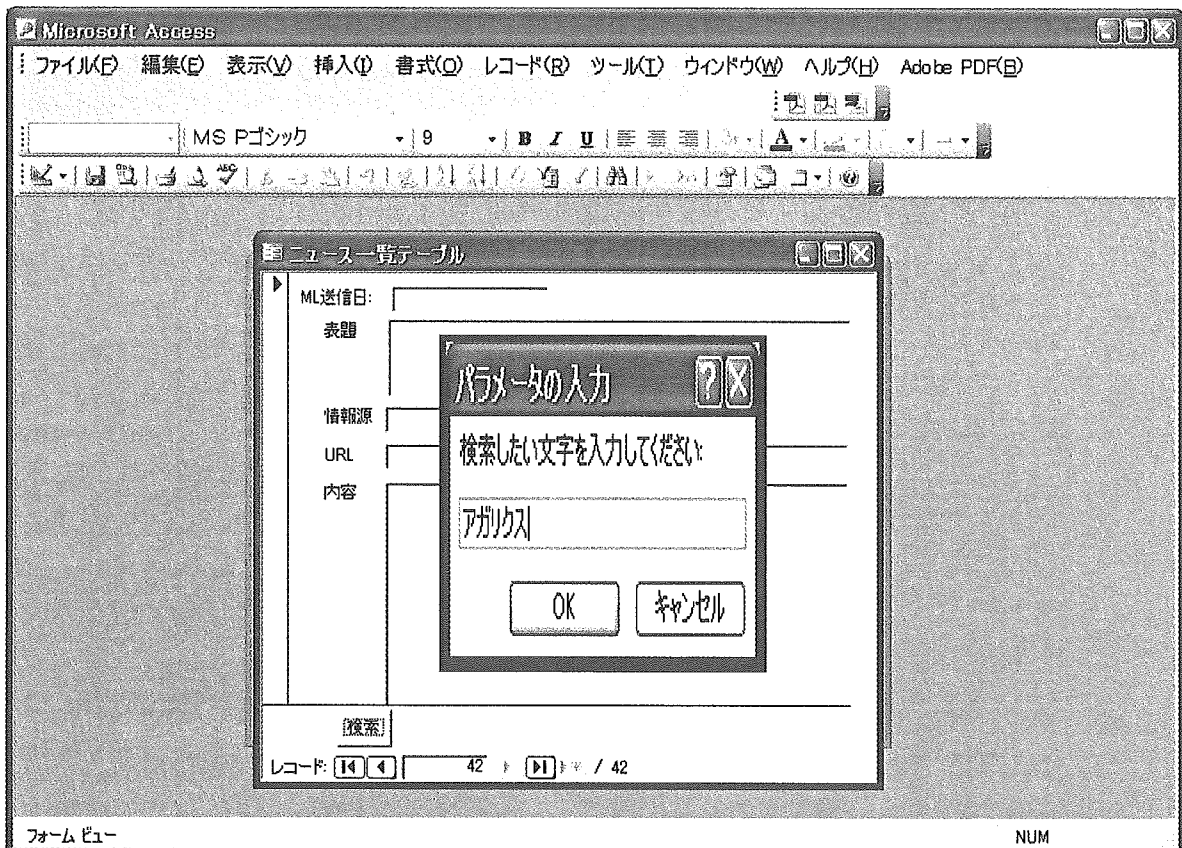 Microsoft Access
ファイル(F) 編集(E) 表示(V) 挿入(I) 書式(O) レコード(R) ツール(T) ウィンドウ(W) ヘルプ(H) Adobe PDF(B)
MS Pゴシック 9 B I U A
ニュース一覧テーブル
ML送信日:
表題
パラメータの入力
情報源
検索したい文字を入力してください:
URL
内容
アガリクス
OK キャンセル
検索
レコード: 42 / 42
フォーム ビュー NUM